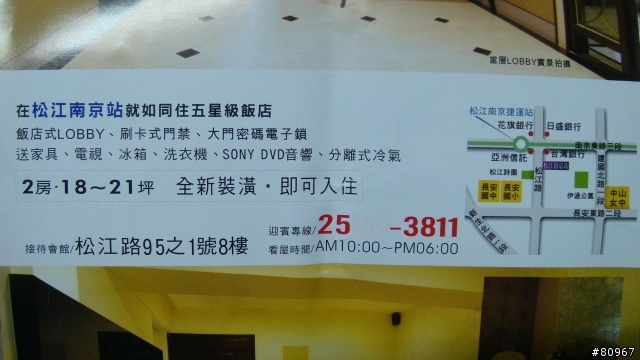 當層LOBBY實景拍攝
在松江南京站就如同住五星級飯店
飯店式LOBBY、刷卡式門禁、大門密碼電子鎖
送家具、電視、冰箱、洗衣機、SONY DVD音響、分離式冷氣
2房·18～21坪 全新裝潢·即可入住
迎賓專線/25 -3811
接待會館/松江路95之1號8樓
看屋時間/AM10:00～PM06:00
松江南京捷運站
花旗銀行 日盛銀行
南京東路三段
亞洲信託 台灣銀行
松江詩園
松江路
建國北路一段
伊通公園
長安國中
長安國小
中山女中
長安東路二段
新生北路一段
#80967